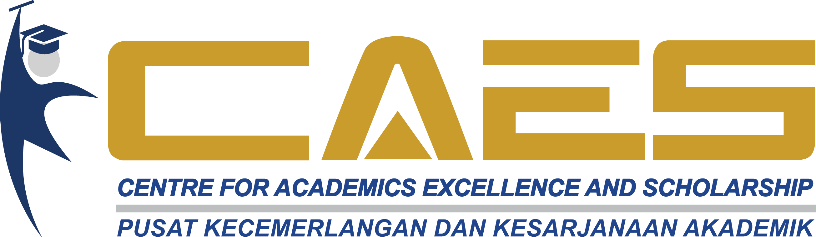 CAES
CENTRE FOR ACADEMICS EXCELLENCE AND SCHOLARSHIP
PUSAT KECEMERLANGAN DAN KESARJANAAN AKADEMIK